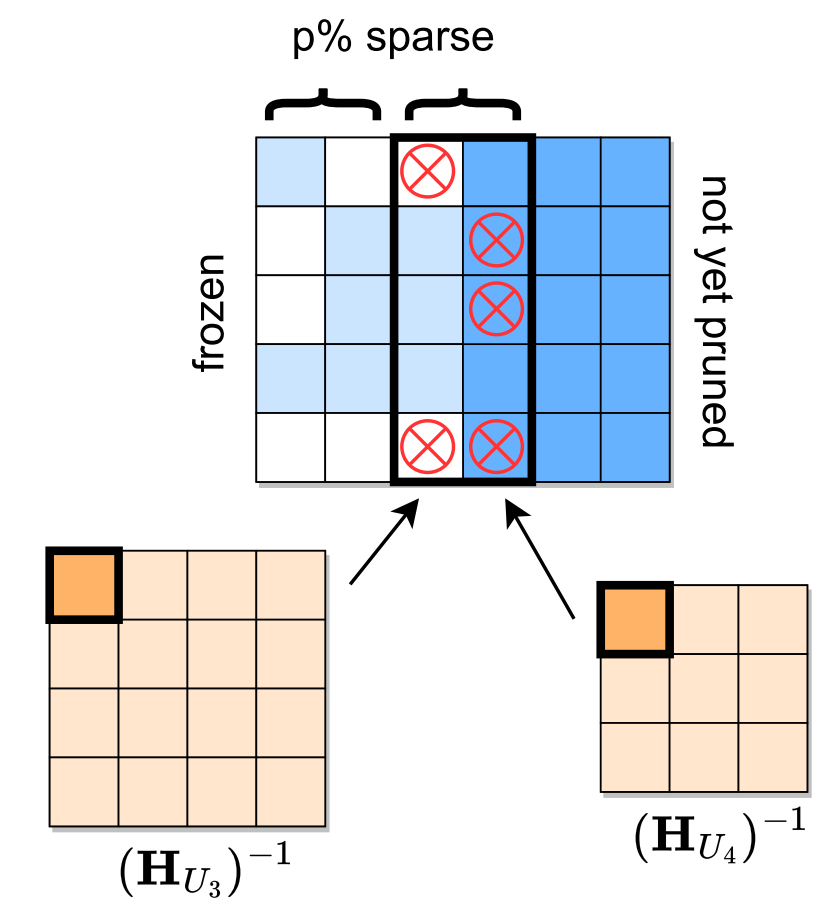 p% sparse
frozen
not yet pruned
(H_{U_3})^{-1}
(H_{U_4})^{-1}